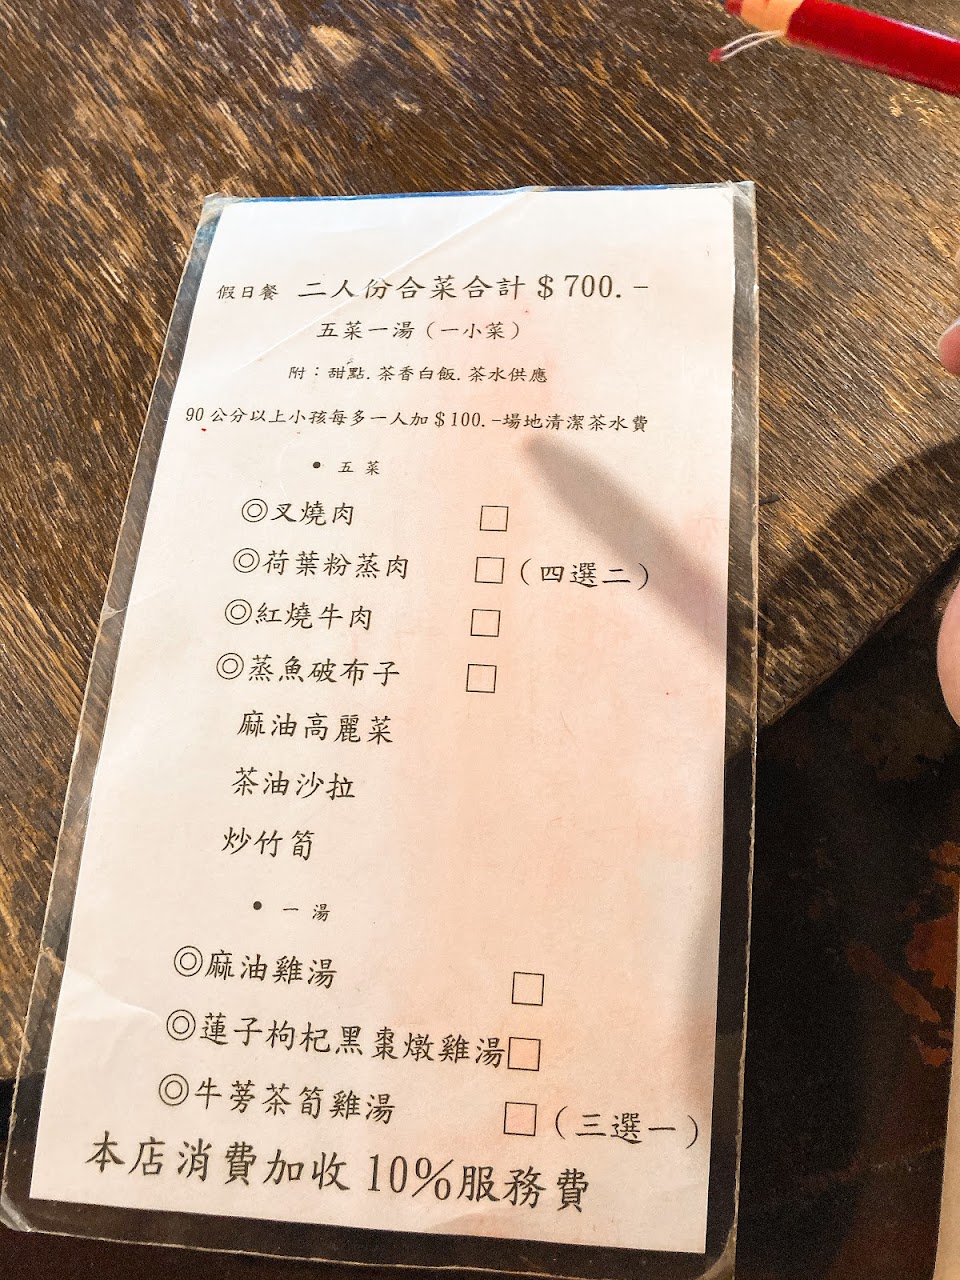 假日餐 二人份合菜合計$700.-
五菜一湯(一小菜)
附：甜點.茶香白飯.茶水供應
90公分以上小孩每多一人加$100.-場地清潔茶水費
• 五菜
◎叉燒肉 □
◎荷葉粉蒸肉 □(四選二)
◎紅燒牛肉 □
◎蒸魚破布子 □
麻油高麗菜
茶油沙拉
炒竹筍
• 一湯
◎麻油雞湯 □
◎蓮子枸杞黑棗燉雞湯□
◎牛蒡茶筍雞湯 □(三選一)
本店消費加收10%服務費